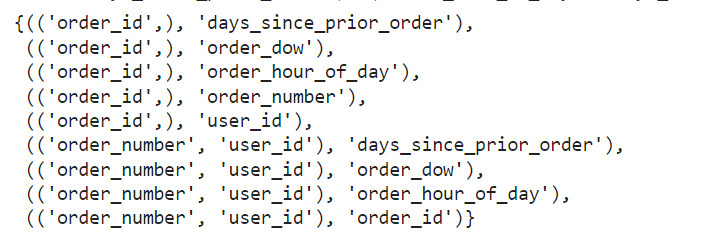 {(('order_id',), 'days_since_prior_order'),
(('order_id',), 'order_dow'),
(('order_id',), 'order_hour_of_day'),
(('order_id',), 'order_number'),
(('order_id',), 'user_id'),
(('order_number', 'user_id'), 'days_since_prior_order'),
(('order_number', 'user_id'), 'order_dow'),
(('order_number', 'user_id'), 'order_hour_of_day'),
(('order_number', 'user_id'), 'order_id')}